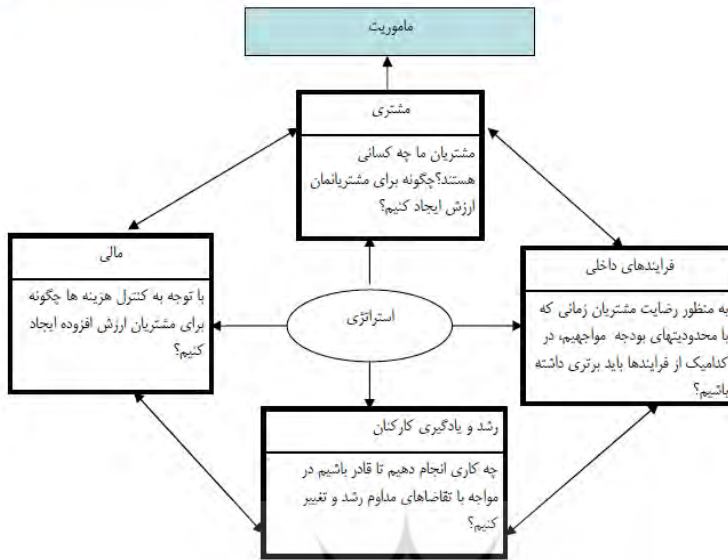 ماموریت
مشتری
مشتریان ما چه کسانی
هستند؟چگونه برای مشتریانمان
ارزش ایجاد کنیم؟
فرایندهای داخلی
به منظور رضایت مشتریان زمانی که
با محدودیتهای بودجه مواجهیم، در
کدامیک از فرایندها باید برتری داشته
باشیم؟
استراتژی
مالی
با توجه به کنترل هزینه ها چگونه
برای مشتریان ارزش افزوده ایجاد
کنیم؟
رشد و یادگیری کارکنان
چه کاری انجام دهیم تا قادر باشیم در
مواجه با تقاضاهای مداوم رشد و تغییر
کنیم؟